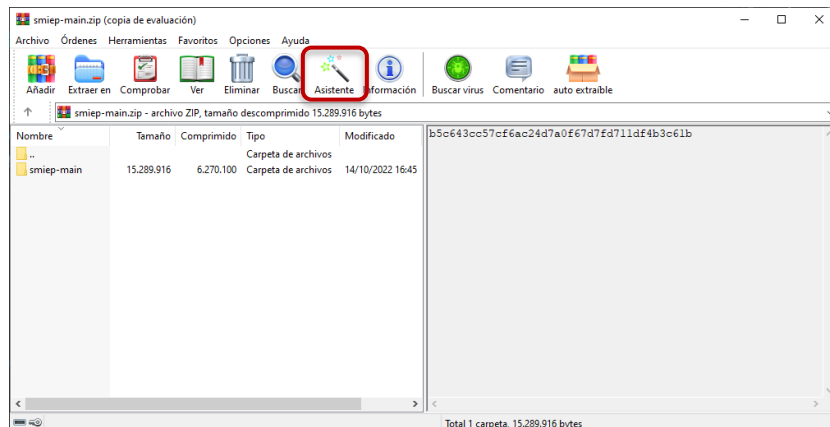 smiep-main.zip (copia de evaluación)
Archivo Órdenes Herramientas Favoritos Opciones Ayuda
Añadir Extraer en Comprobar Ver Eliminar Buscar Asistente Información Buscar virus Comentario auto extraíble
smiep-main.zip - archivo ZIP, tamaño descomprimido 15.289.916 bytes
Nombre Tamaño Comprimido Tipo Modificado
.. Carpeta de archivos
smiep-main 15.289.916 6.270.100 Carpeta de archivos 14/10/2022 16:45
b5c643cc57cf6ac24d7a0f67d7fd711df4b3c61b
Total 1 carpeta, 15.289.916 bytes